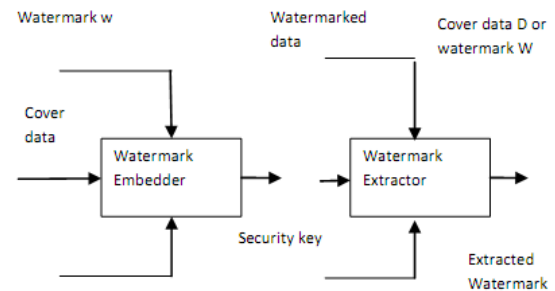 Watermark w
Watermarked
data
Cover data D or
watermark W
Cover
data
Watermark
Embedder
Watermark
Extractor
Security key
Extracted
Watermark